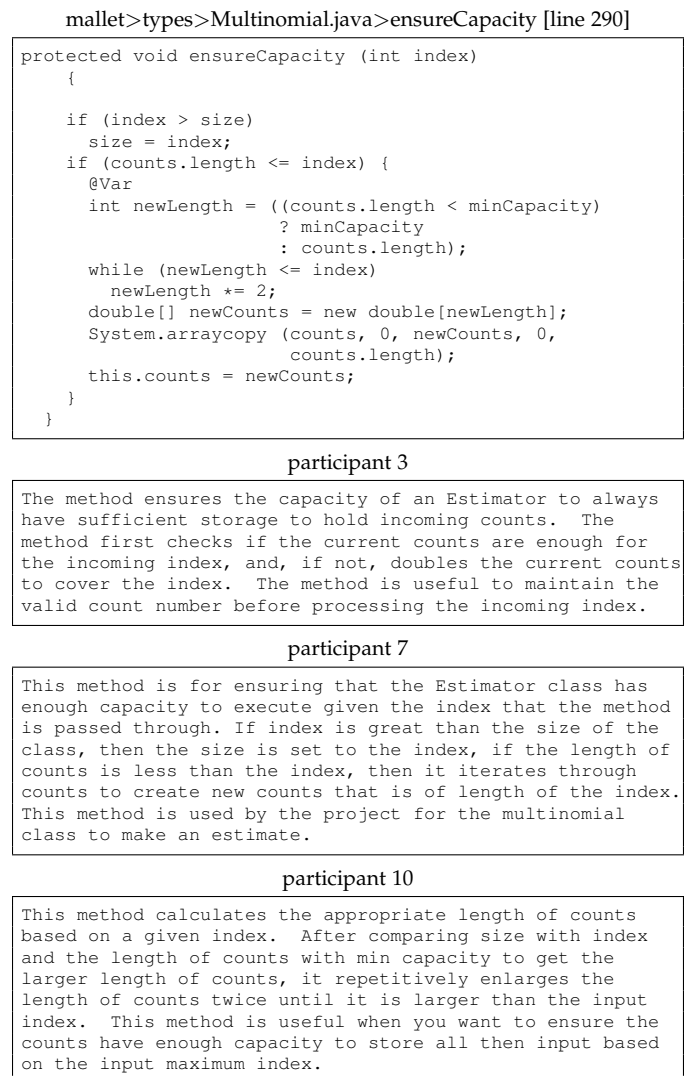 mallet>types>Multinomial.java>ensureCapacity [line 290]
protected void ensureCapacity (int index)
    {

    if (index > size)
      size = index;
    if (counts.length <= index) {
      @Var
      int newLength = ((counts.length < minCapacity)
                       ? minCapacity
                       : counts.length);
      while (newLength <= index)
        newLength *= 2;
      double[] newCounts = new double[newLength];
      System.arraycopy (counts, 0, newCounts, 0,
                        counts.length);
      this.counts = newCounts;
    }
  }
participant 3
The method ensures the capacity of an Estimator to always
have sufficient storage to hold incoming counts.  The
method first checks if the current counts are enough for
the incoming index, and, if not, doubles the current counts
to cover the index.  The method is useful to maintain the
valid count number before processing the incoming index.
participant 7
This method is for ensuring that the Estimator class has
enough capacity to execute given the index that the method
is passed through. If index is great than the size of the
class, then the size is set to the index, if the length of
counts is less than the index, then it iterates through
counts to create new counts that is of length of the index.
This method is used by the project for the multinomial
class to make an estimate.
participant 10
This method calculates the appropriate length of counts
based on a given index.  After comparing size with index
and the length of counts with min capacity to get the
larger length of counts, it repetitively enlarges the
length of counts twice until it is larger than the input
index.  This method is useful when you want to ensure the
counts have enough capacity to store all then input based
on the input maximum index.